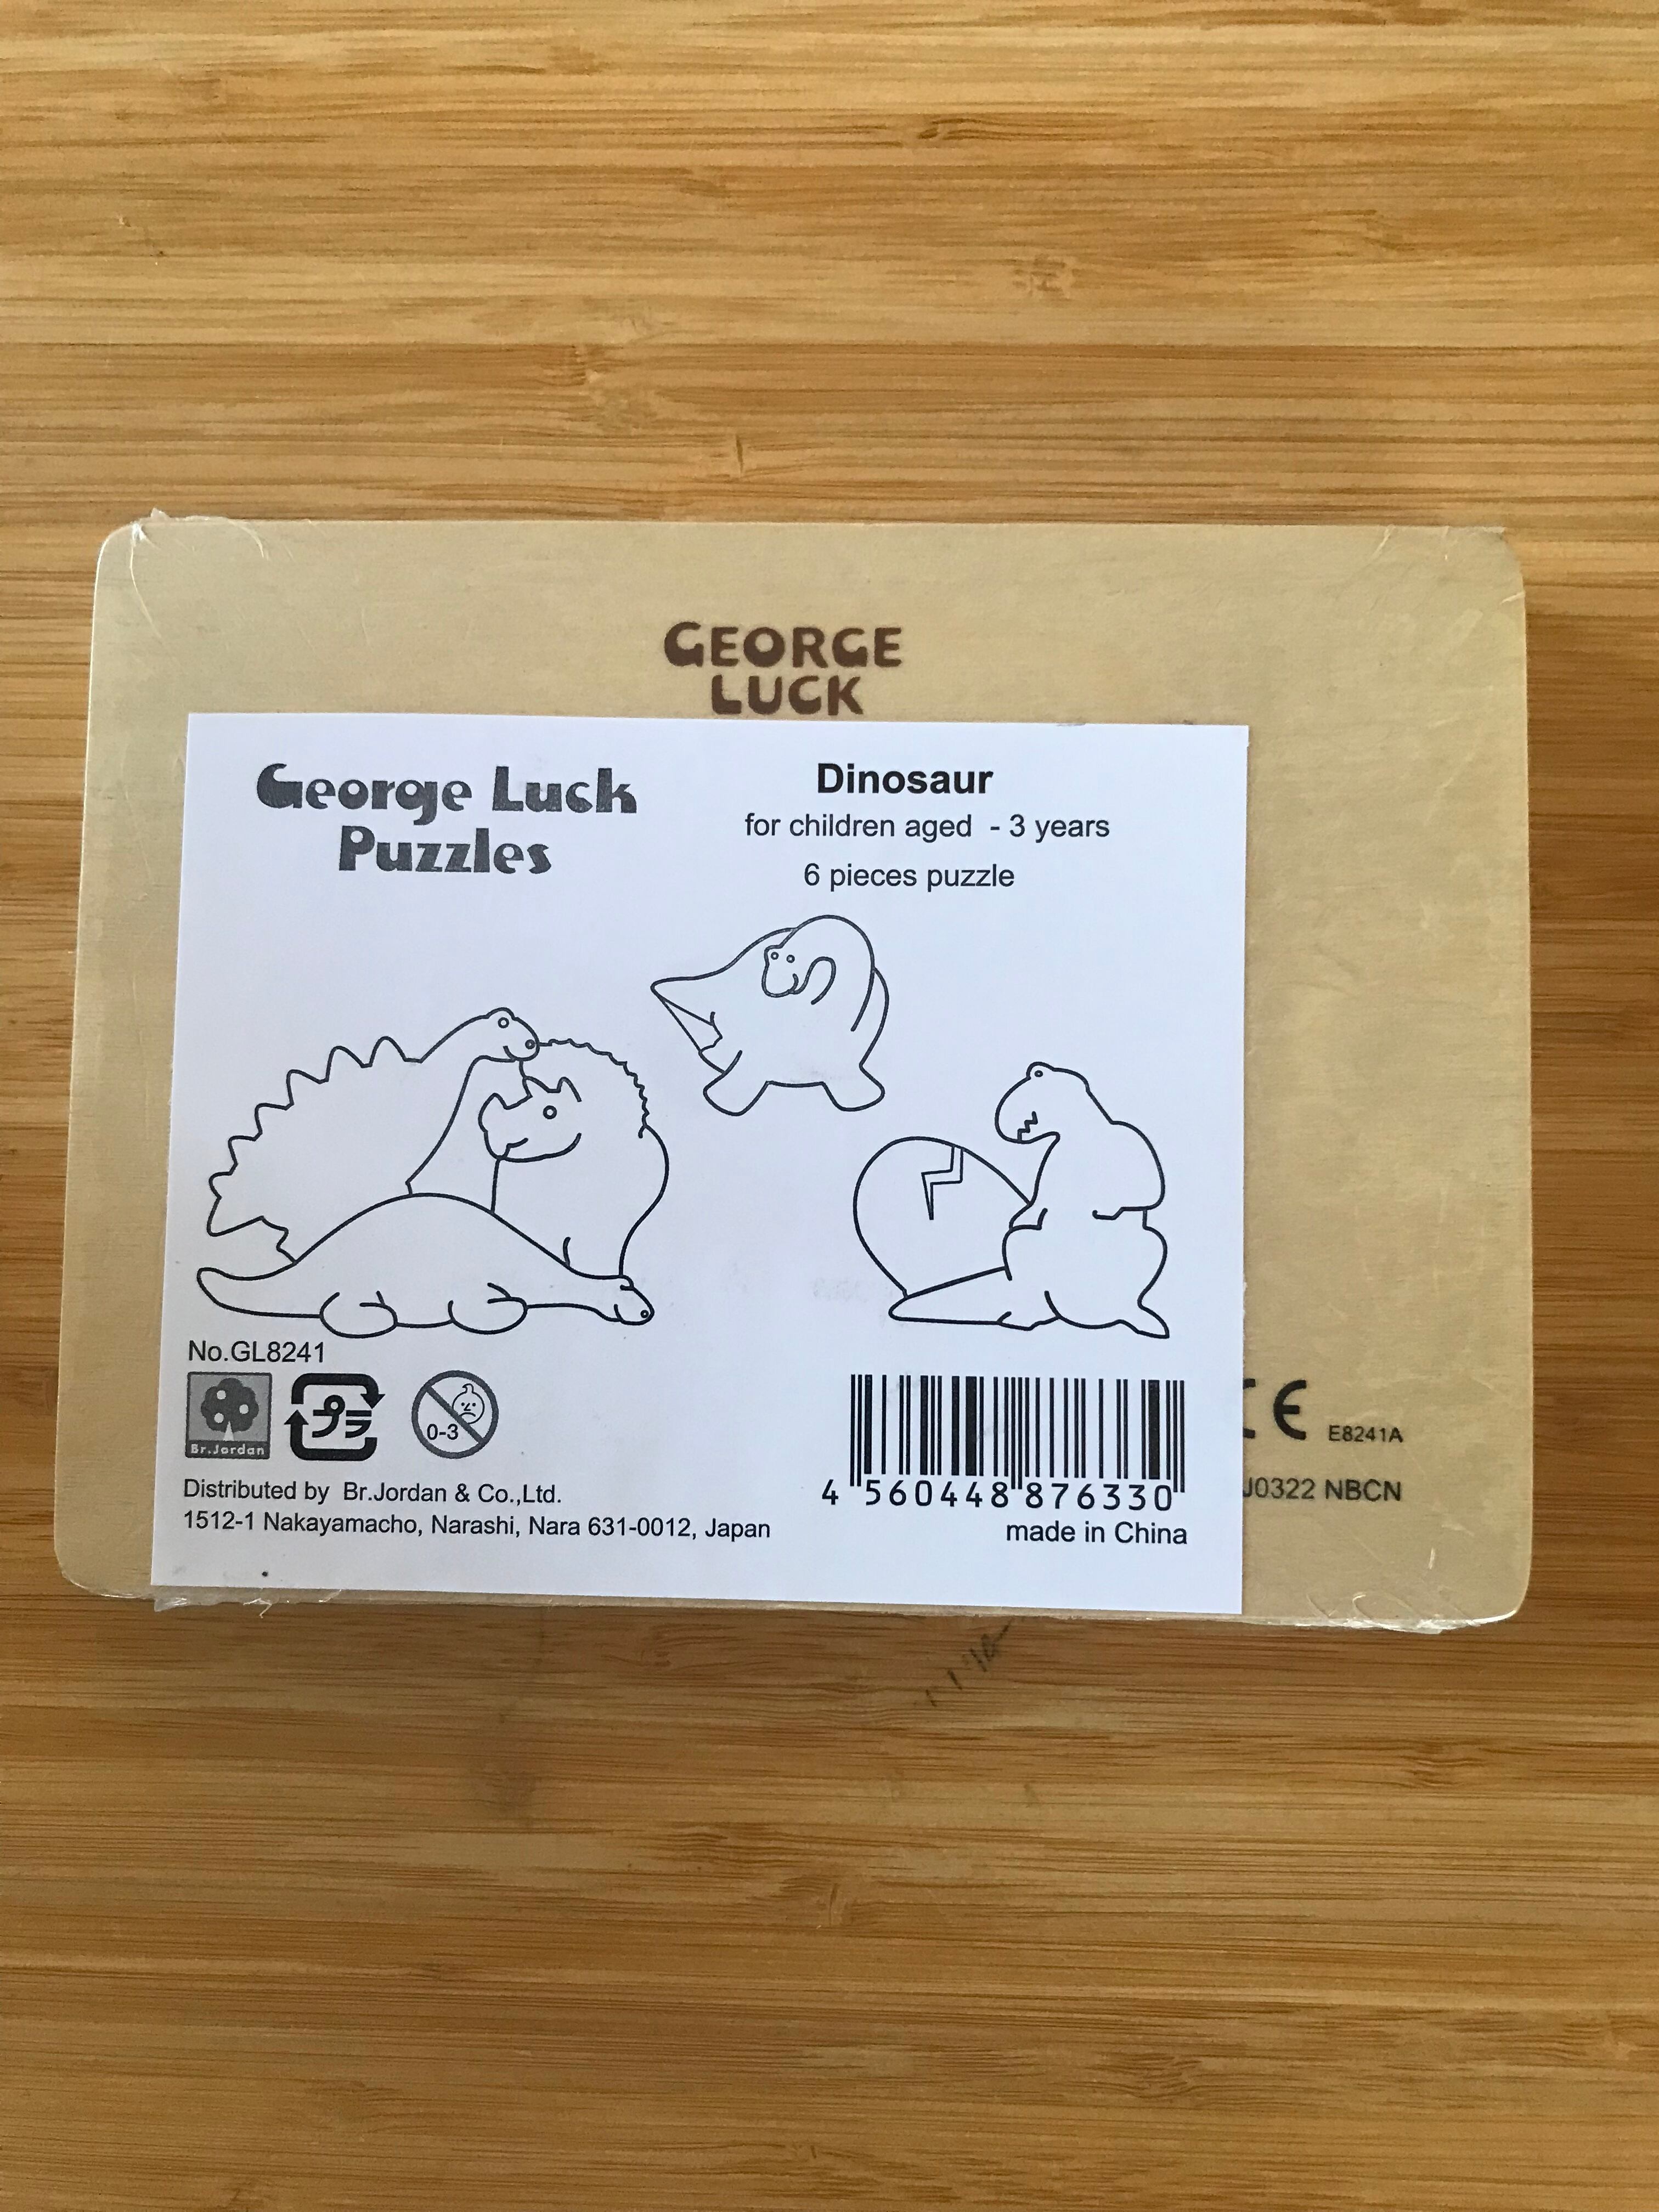 GEORGE
LUCK
George Luck
Puzzles
Dinosaur
for children aged - 3 years
6 pieces puzzle
No.GL8241
Br.Jordan
プラ
0-3
Distributed by Br.Jordan & Co.,Ltd.
1512-1 Nakayamacho, Narashi, Nara 631-0012, Japan
4 560448 876330
made in China
CE E8241A
J0322 NBCN